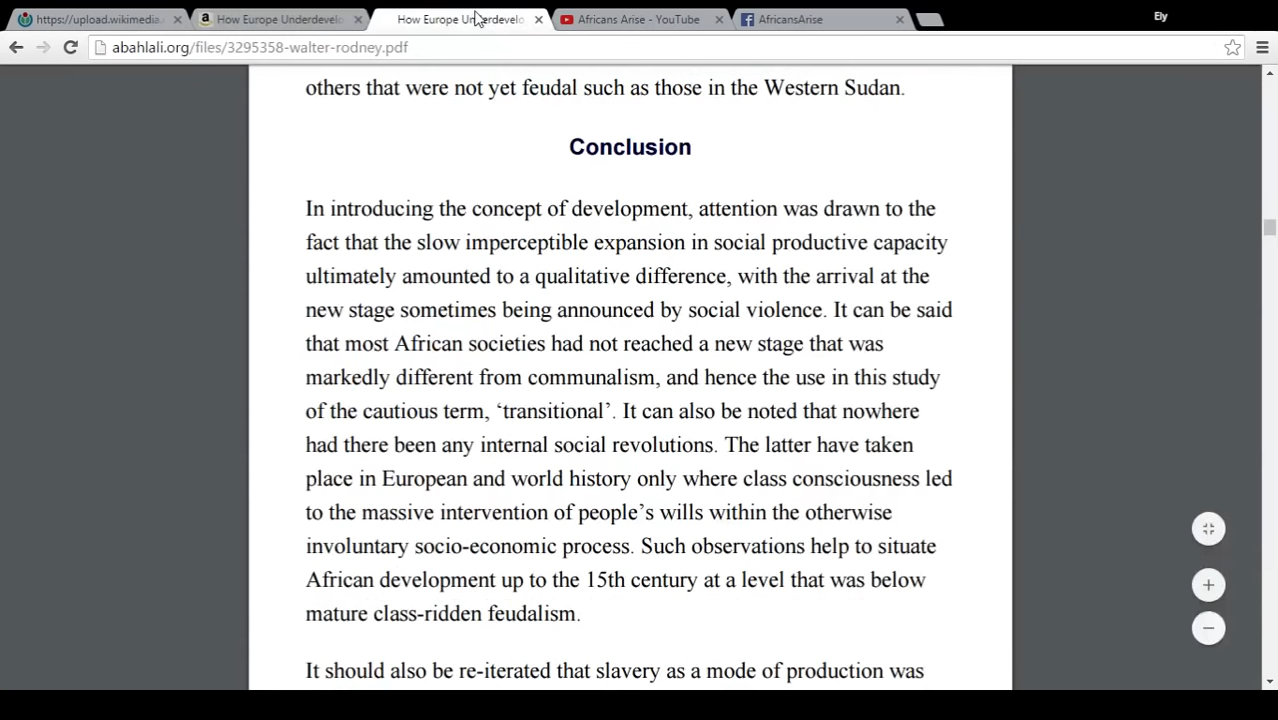 https://upload.wikimedia.
How Europe Underdevelo
How Europe Underdevelo
Africans Arise - YouTube
AfricansArise
Ely
abahlali.org/files/3295358-walter-rodney.pdf
others that were not yet feudal such as those in the Western Sudan.
Conclusion
In introducing the concept of development, attention was drawn to the
fact that the slow imperceptible expansion in social productive capacity
ultimately amounted to a qualitative difference, with the arrival at the
new stage sometimes being announced by social violence. It can be said
that most African societies had not reached a new stage that was
markedly different from communalism, and hence the use in this study
of the cautious term, ‘transitional’. It can also be noted that nowhere
had there been any internal social revolutions. The latter have taken
place in European and world history only where class consciousness led
to the massive intervention of people’s wills within the otherwise
involuntary socio-economic process. Such observations help to situate
African development up to the 15th century at a level that was below
mature class-ridden feudalism.
It should also be re-iterated that slavery as a mode of production was